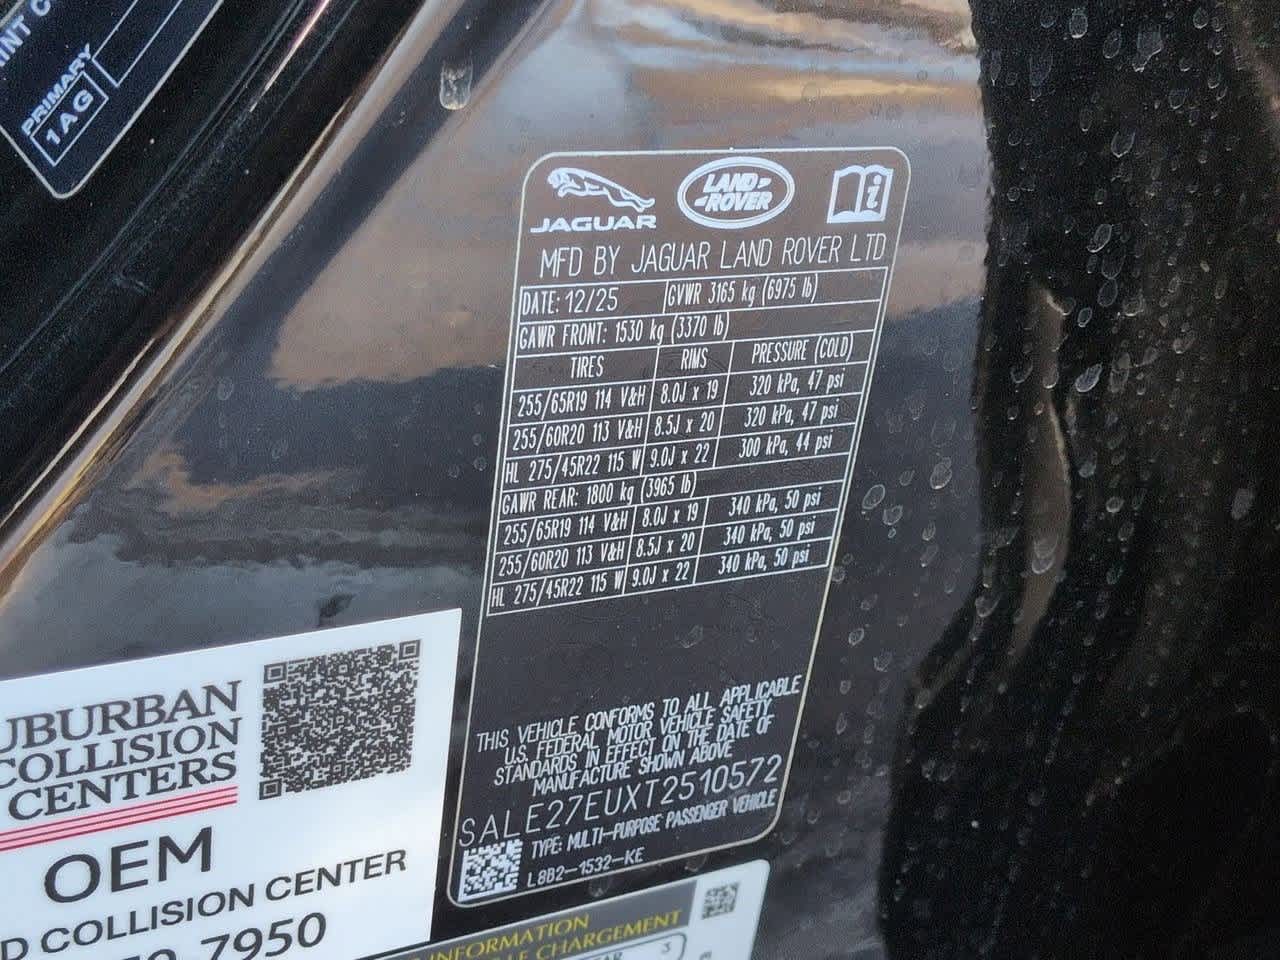 PRIMARY
1AG
JAGUAR
LAND ROVER
MFD BY JAGUAR LAND ROVER LTD
DATE: 12/25 GVWR 3165 kg (6975 lb)
GAWR FRONT: 1530 kg (3370 lb)
TIRES RIMS PRESSURE (COLD)
255/65R19 114 V&H 8.0J x 19 320 kPa, 47 psi
255/60R20 113 V&H 8.5J x 20 320 kPa, 47 psi
HL 275/45R22 115 W 9.0J x 22 300 kPa, 44 psi
GAWR REAR: 1800 kg (3965 lb)
255/65R19 114 V&H 8.0J x 19 340 kPa, 50 psi
255/60R20 113 V&H 8.5J x 20 340 kPa, 50 psi
HL 275/45R22 115 W 9.0J x 22 340 kPa, 50 psi
THIS VEHICLE CONFORMS TO ALL APPLICABLE
U.S. FEDERAL MOTOR VEHICLE SAFETY
STANDARDS IN EFFECT ON THE DATE OF
MANUFACTURE SHOWN ABOVE
SALE27EUXT2510572
TYPE: MULTI-PURPOSE PASSENGER VEHICLE
L8B2-1532-KE
UBURBAN
COLLISION
CENTERS
OEM
D COLLISION CENTER
7950
INFORMATION
CHARGEMENT